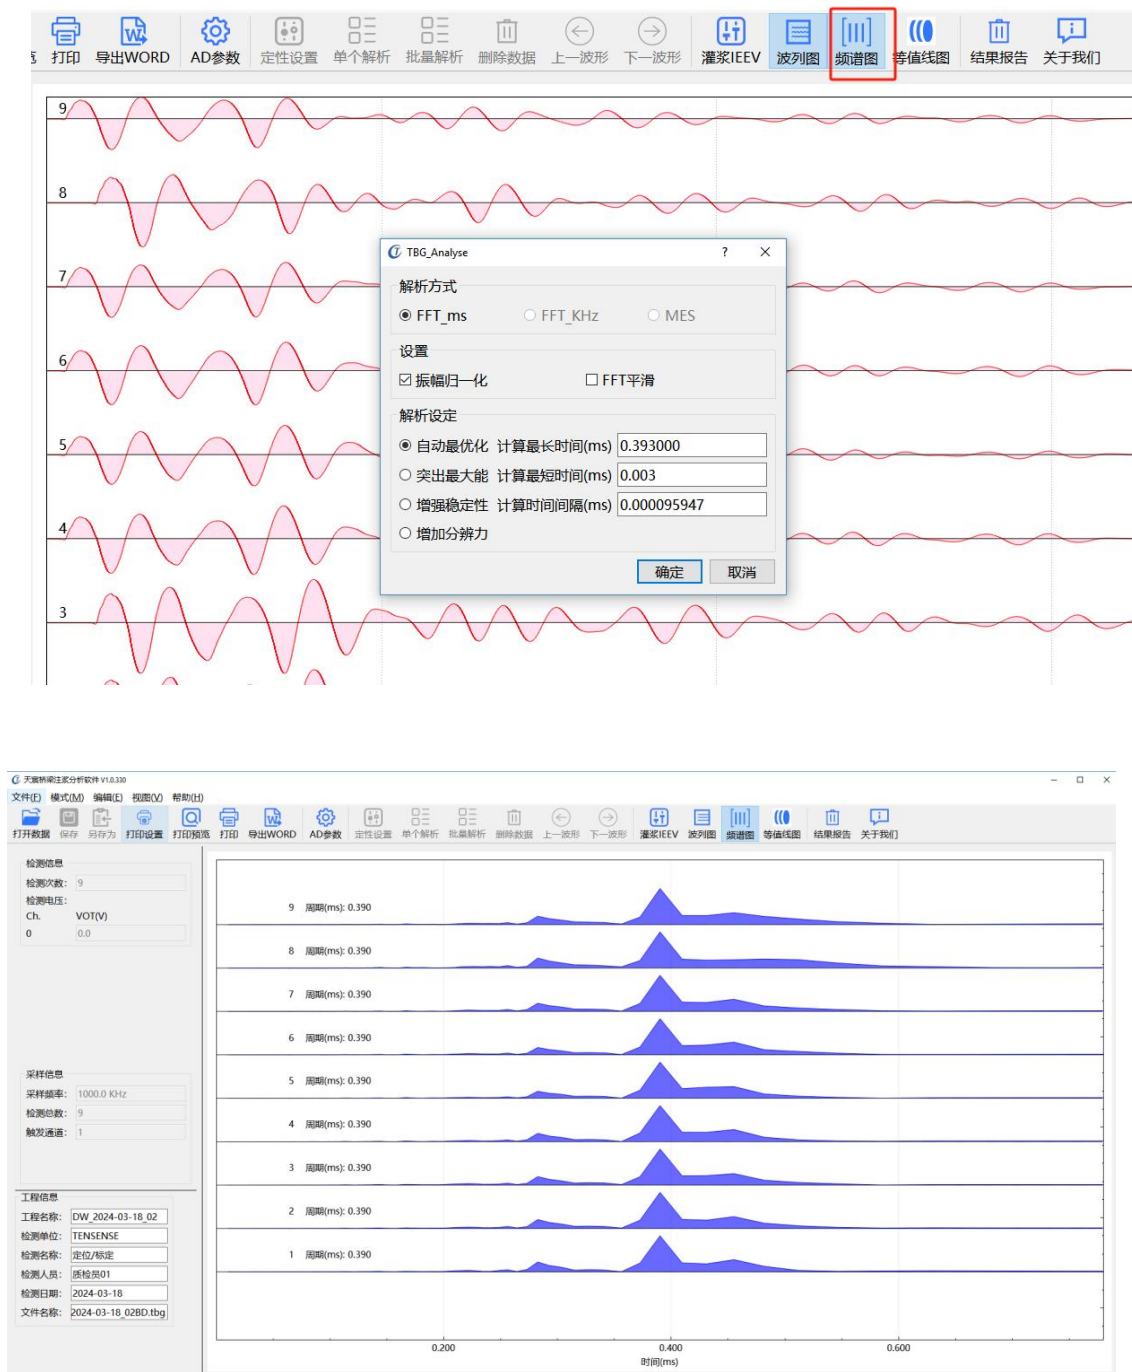 打印 导出WORD AD参数 定性设置 单个解析 批量解析 删除数据 上一波形 下一波形 灌浆IEEV 波列图 频谱图 等值线图 结果报告 关于我们
9
8
7
6
5
4
3
TBG_Analyse ? ×
解析方式
FFT_ms FFT_KHz MES
设置
振幅归一化 FFT平滑
解析设定
自动最优化 计算最长时间(ms) 0.393000
突出最大能 计算最短时间(ms) 0.003
增强稳定性 计算时间间隔(ms) 0.000095947
增加分辨力
确定 取消
天宸桥梁注浆分析软件 V1.0.330
文件(F) 模式(M) 编辑(E) 视图(V) 帮助(H)
打开数据 保存 另存为 打印设置 打印预览 打印 导出WORD AD参数 定性设置 单个解析 批量解析 删除数据 上一波形 下一波形 灌浆IEEV 波列图 频谱图 等值线图 结果报告 关于我们
检测信息
检测次数: 9
检测电压:
Ch. VOT(V)
0 0.0
采样信息
采样频率: 1000.0 KHz
检测总数: 9
触发通道: 1
工程信息
工程名称: DW_2024-03-18_02
检测单位: TENSENSE
检测名称: 定位/标定
检测人员: 质检员01
检测日期: 2024-03-18
文件名称: 2024-03-18_02BD.tbg
9 周期(ms): 0.390
8 周期(ms): 0.390
7 周期(ms): 0.390
6 周期(ms): 0.390
5 周期(ms): 0.390
4 周期(ms): 0.390
3 周期(ms): 0.390
2 周期(ms): 0.390
1 周期(ms): 0.390
0.200 0.400 0.600
时间(ms)